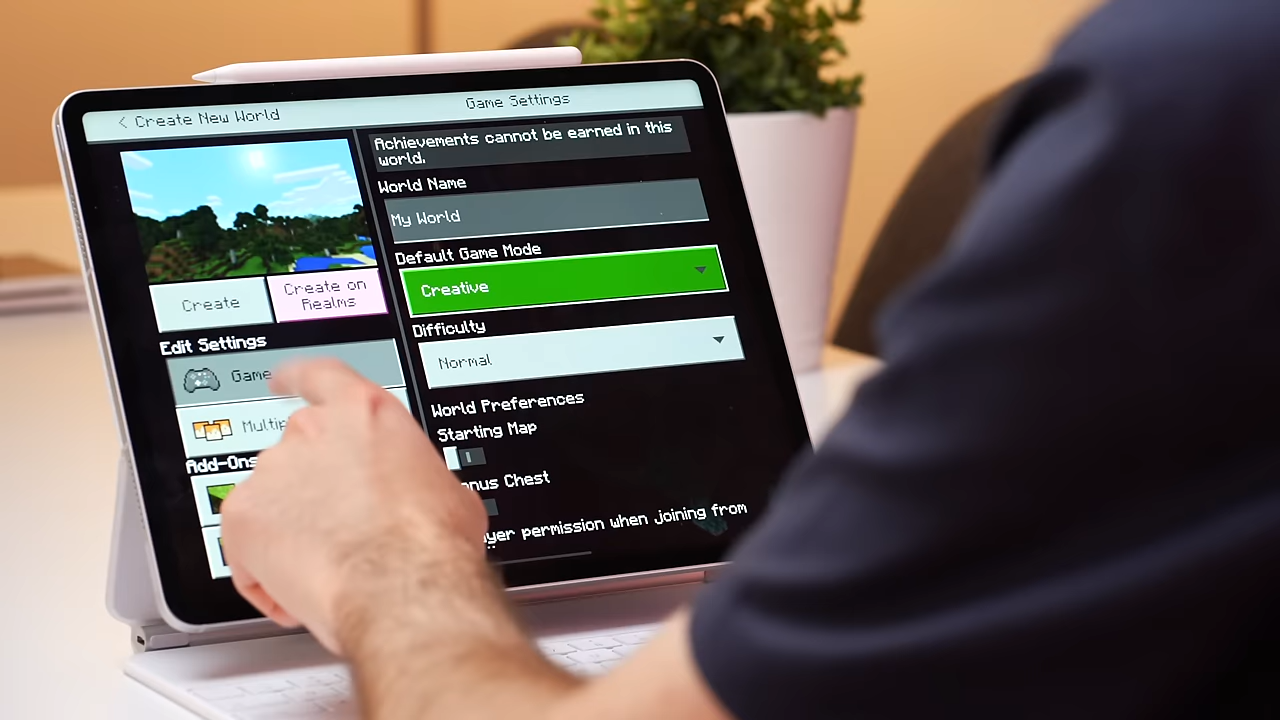 < Create New World
Game Settings
Create
Create on
Realms
Edit Settings
Game
Add-Ons
Achievements cannot be earned in this
world.
World Name
My World
Default Game Mode
Creative
Difficulty
Normal
World Preferences
Starting Map
Chest
permission when joining from